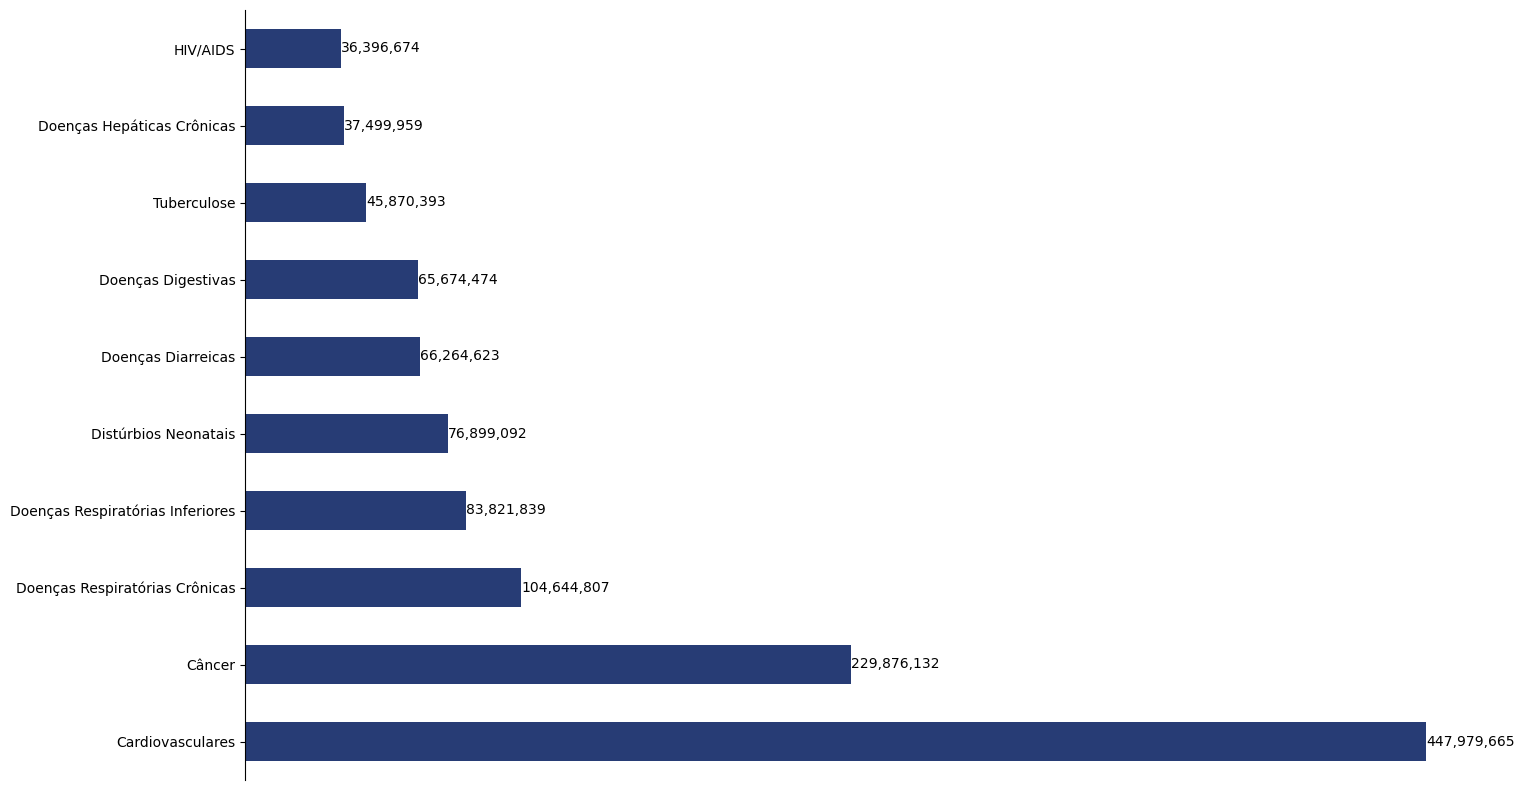 HIV/AIDS 36,396,674
Doenças Hepáticas Crônicas 37,499,959
Tuberculose 45,870,393
Doenças Digestivas 65,674,474
Doenças Diarreicas 66,264,623
Distúrbios Neonatais 76,899,092
Doenças Respiratórias Inferiores 83,821,839
Doenças Respiratórias Crônicas 104,644,807
Câncer 229,876,132
Cardiovasculares 447,979,665